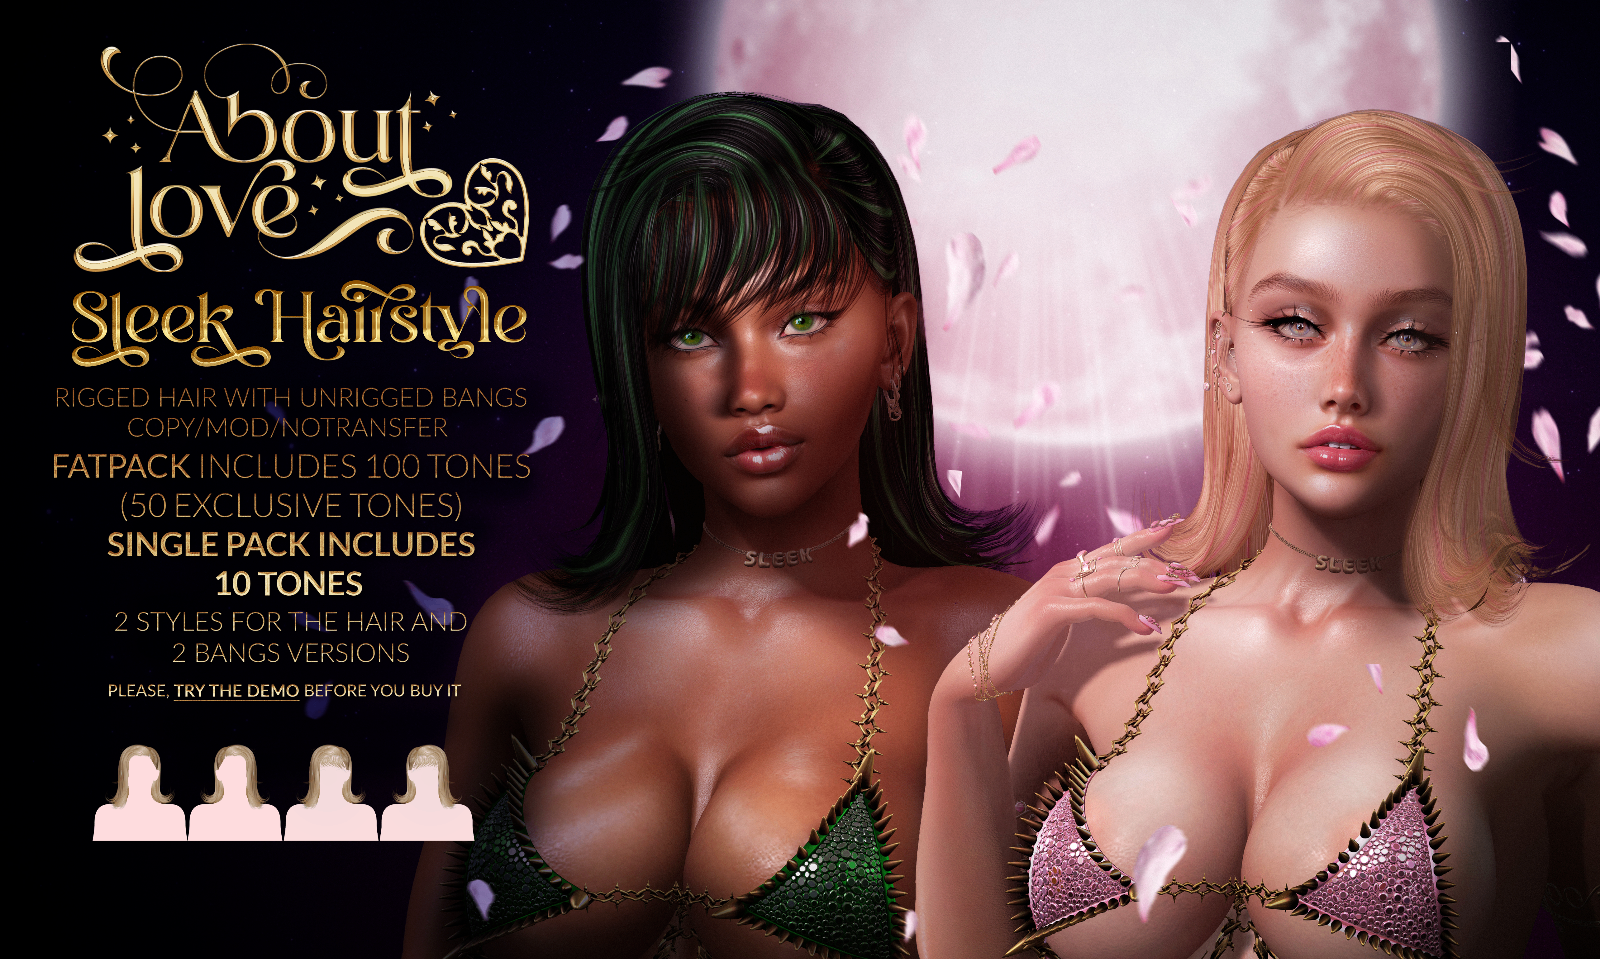 About
Love
Sleek Hairstyle
RIGGED HAIR WITH UNRIGGED BANGS
COPY/MOD/NOTRANSFER
FATPACK INCLUDES 100 TONES
(50 EXCLUSIVE TONES)
SINGLE PACK INCLUDES
10 TONES
2 STYLES FOR THE HAIR AND
2 BANGS VERSIONS
PLEASE, TRY THE DEMO BEFORE YOU BUY IT
SLEEK
SLEEK